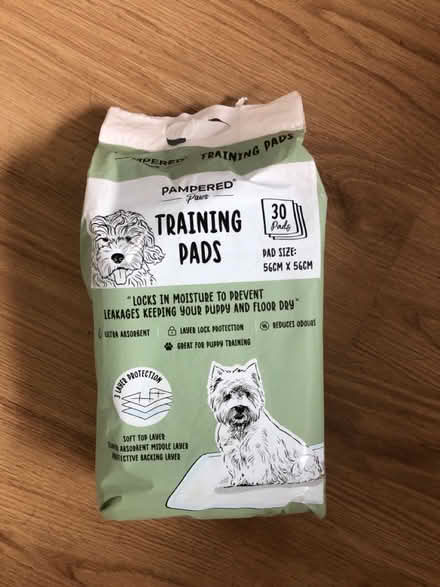 PAMPERED® TRAINING PADS
PAMPERED®
Paws
TRAINING
PADS
30
Pads
PAD SIZE:
56CM X 56CM
"LOCKS IN MOISTURE TO PREVENT
LEAKAGES KEEPING YOUR PUPPY AND FLOOR DRY"
ULTRA ABSORBENT
LAYER LOCK PROTECTION
REDUCES ODOURS
GREAT FOR PUPPY TRAINING
3 LAYER PROTECTION
SOFT TOP LAYER
ABSORBENT MIDDLE LAYER
PROTECTIVE BACKING LAYER